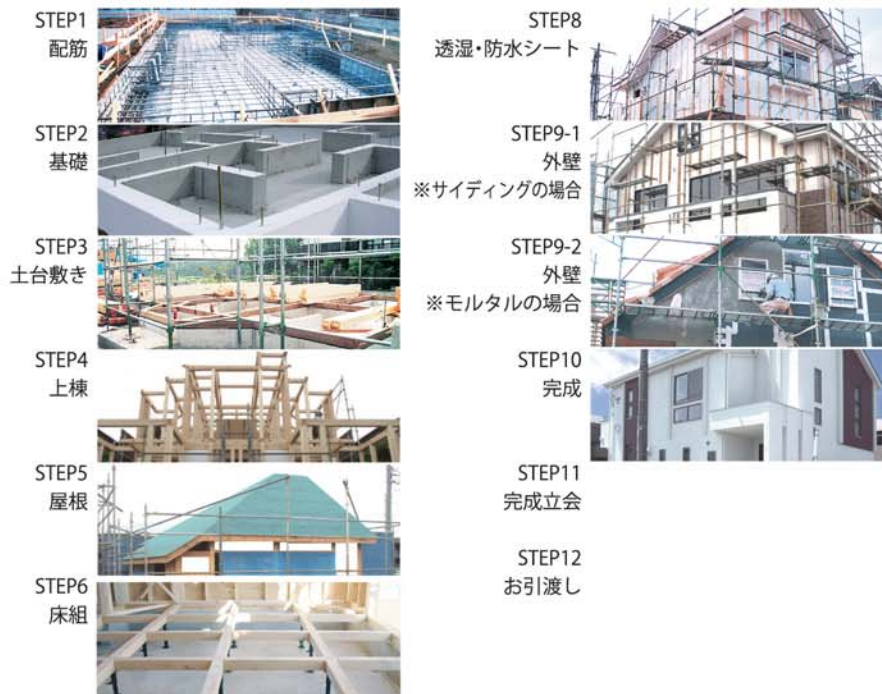 STEP1
配筋
STEP2
基礎
STEP3
土台敷き
STEP4
上棟
STEP5
屋根
STEP6
床組
STEP8
透湿・防水シート
STEP9-1
外壁
※サイディングの場合
STEP9-2
外壁
※モルタルの場合
STEP10
完成
STEP11
完成立会
STEP12
お引渡し